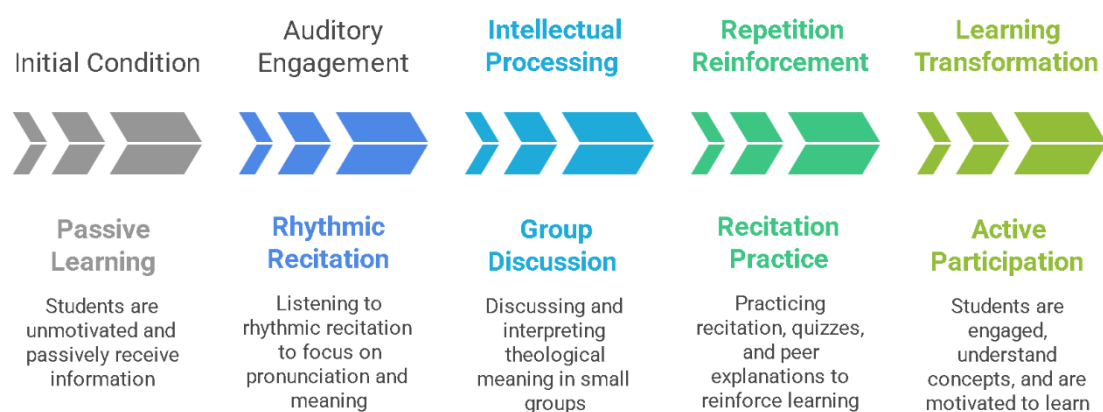 Initial Condition
Auditory
Engagement
Intellectual
Processing
Repetition
Reinforcement
Learning
Transformation
Passive
Learning
Students are
unmotivated and
passively receive
information
Rhythmic
Recitation
Listening to
rhythmic recitation
to focus on
pronunciation and
meaning
Group
Discussion
Discussing and
interpreting
theological
meaning in small
groups
Recitation
Practice
Practicing
recitation, quizzes,
and peer
explanations to
reinforce learning
Active
Participation
Students are
engaged,
understand
concepts, and are
motivated to learn